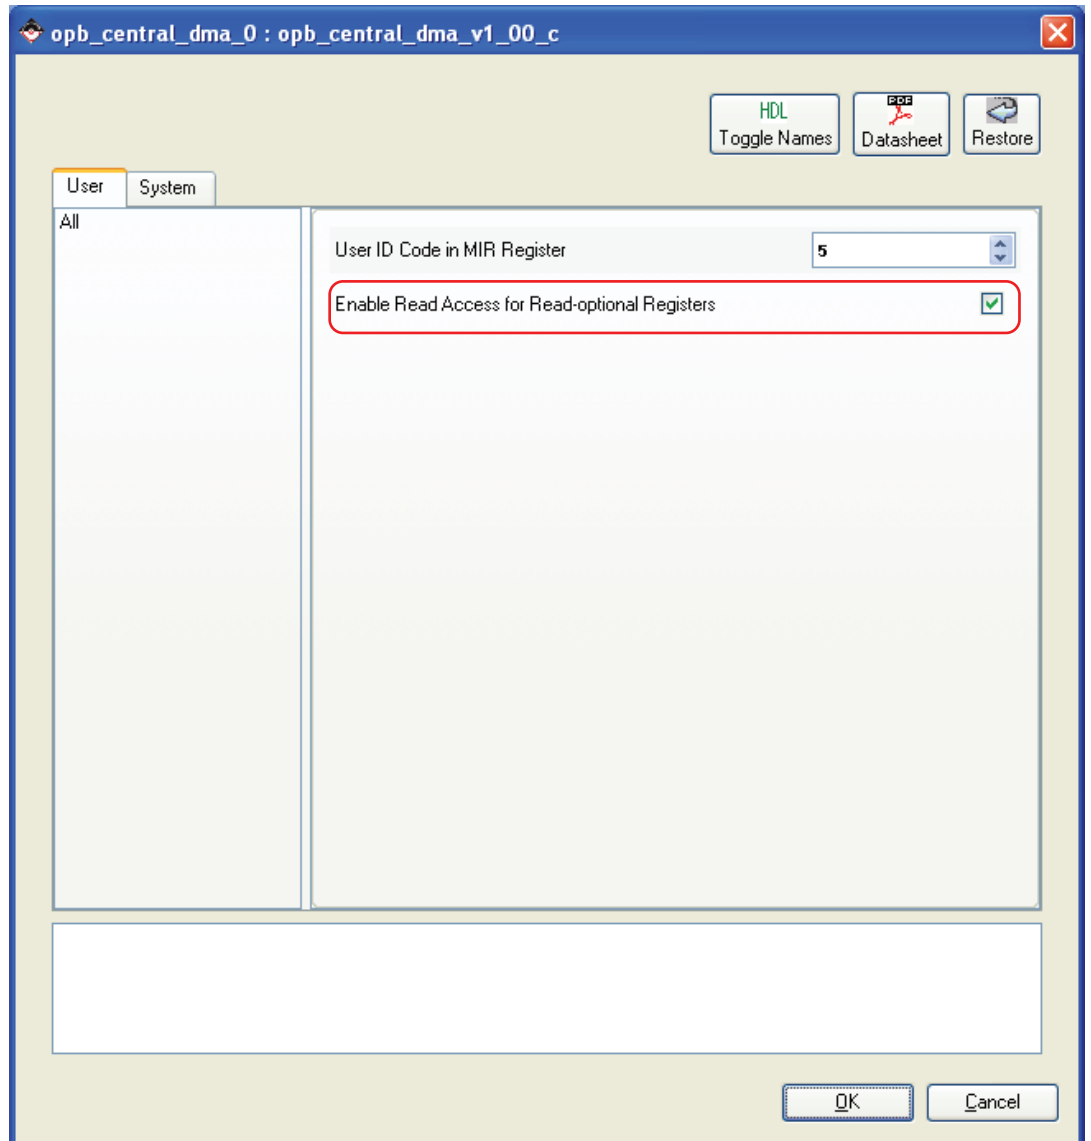 opb_central_dma_0 : opb_central_dma_v1_00_c
HDL
Toggle Names
PDF
Datasheet
Restore
User
System
All
User ID Code in MIR Register
5
Enable Read Access for Read-optional Registers
OK
Cancel